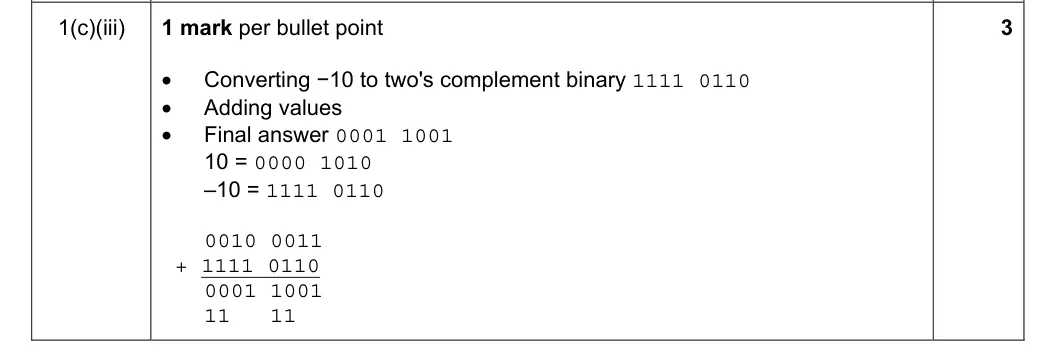 1(c)(iii) 1 mark per bullet point 3
• Converting −10 to two's complement binary 1111 0110
• Adding values
• Final answer 0001 1001
10 = 0000 1010
–10 = 1111 0110
0010 0011
+ 1111 0110
0001 1001
11 11